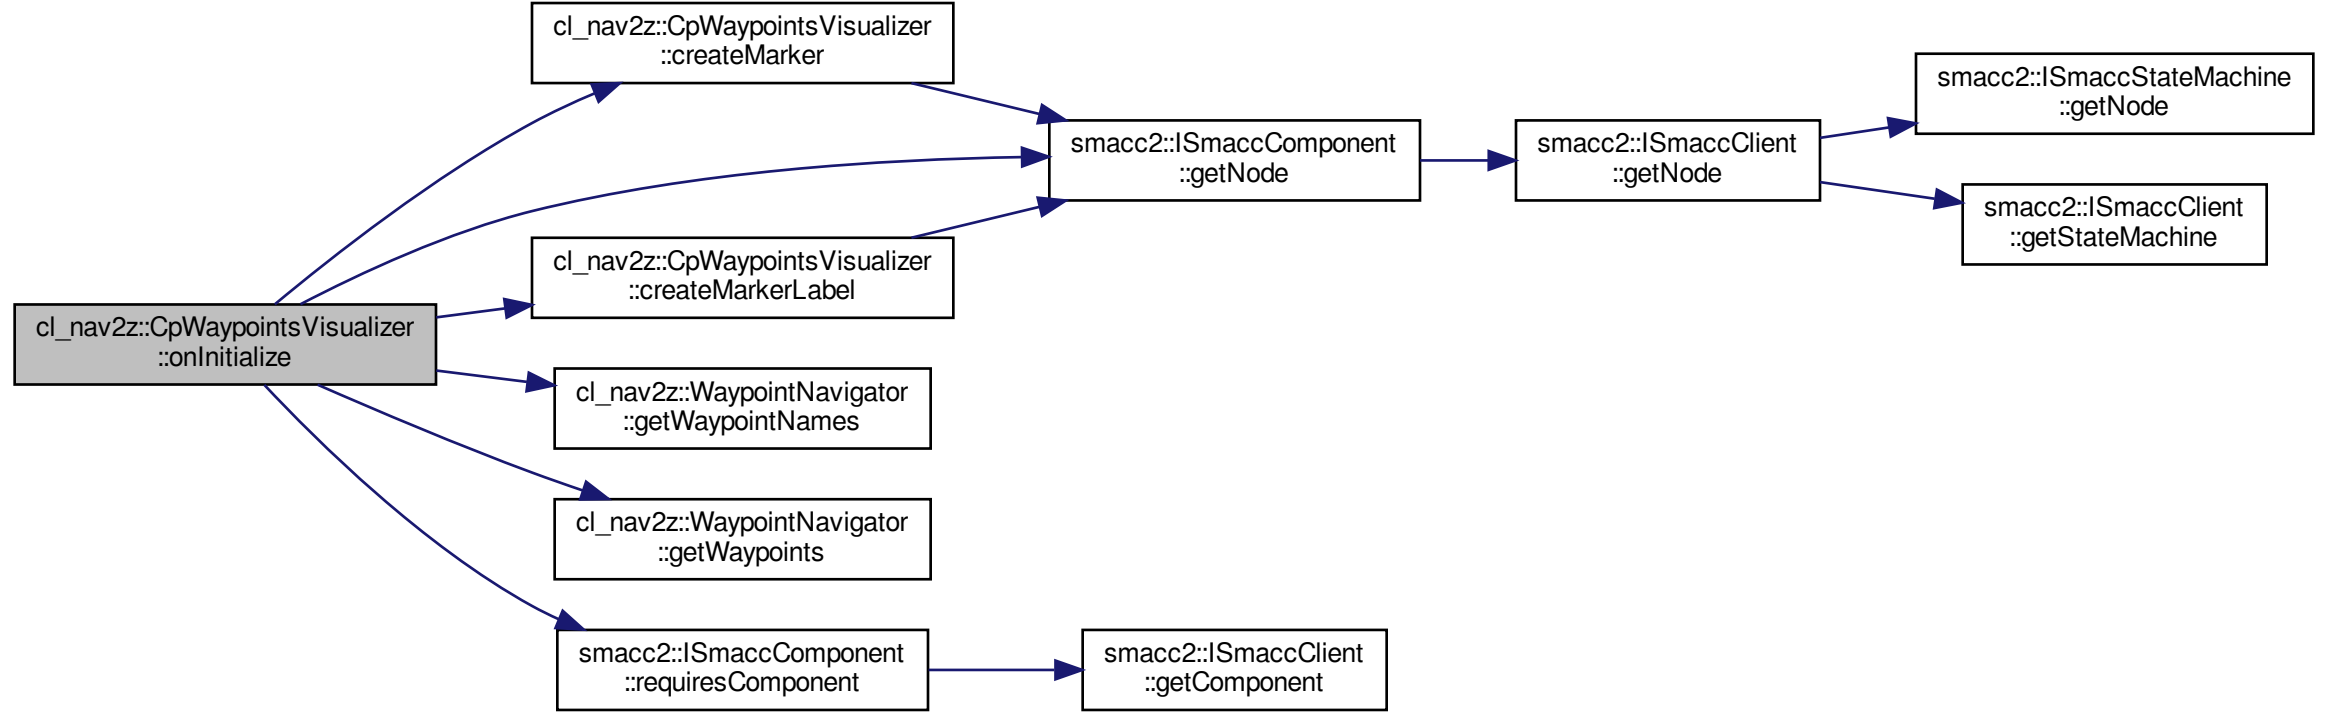 cl_nav2z::CpWaypointsVisualizer
::createMarker
smacc2::ISmaccStateMachine
::getNode
smacc2::ISmaccComponent
::getNode
smacc2::ISmaccClient
::getNode
smacc2::ISmaccClient
::getStateMachine
cl_nav2z::CpWaypointsVisualizer
::createMarkerLabel
cl_nav2z::CpWaypointsVisualizer
::onInitialize
cl_nav2z::WaypointNavigator
::getWaypointNames
cl_nav2z::WaypointNavigator
::getWaypoints
smacc2::ISmaccComponent
::requiresComponent
smacc2::ISmaccClient
::getComponent